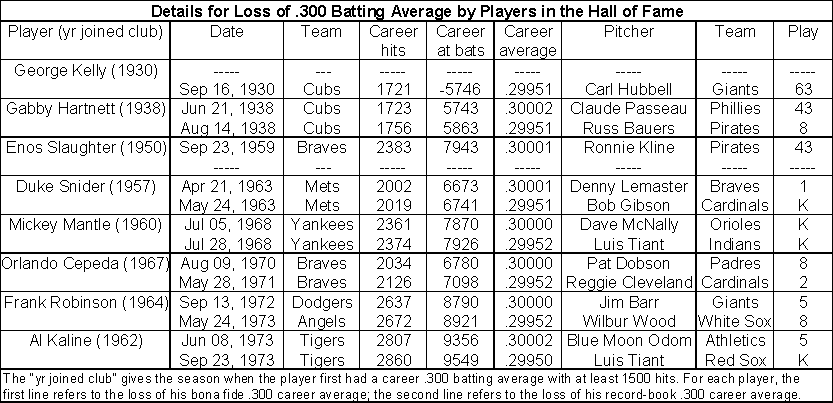 Details for Loss of .300 Batting Average by Players in the Hall of Fame
Player (yr joined club) Date Team Career hits Career at bats Career average Pitcher Team Play
George Kelly (1930) ----- --- ----- ----- ----- ----- ----- -----
Sep 16, 1930 Cubs 1721 -5746 .29951 Carl Hubbell Giants 63
Gabby Hartnett (1938) Jun 21, 1938 Cubs 1723 5743 .30002 Claude Passeau Phillies 43
Aug 14, 1938 Cubs 1756 5863 .29951 Russ Bauers Pirates 8
Enos Slaughter (1950) Sep 23, 1959 Braves 2383 7943 .30001 Ronnie Kline Pirates 43
----- --- ----- ----- ----- ----- ----- -----
Duke Snider (1957) Apr 21, 1963 Mets 2002 6673 .30001 Denny Lemaster Braves 1
May 24, 1963 Mets 2019 6741 .29951 Bob Gibson Cardinals K
Mickey Mantle (1960) Jul 05, 1968 Yankees 2361 7870 .30000 Dave McNally Orioles K
Jul 28, 1968 Yankees 2374 7926 .29952 Luis Tiant Indians K
Orlando Cepeda (1967) Aug 09, 1970 Braves 2034 6780 .30000 Pat Dobson Padres 8
May 28, 1971 Braves 2126 7098 .29952 Reggie Cleveland Cardinals 2
Frank Robinson (1964) Sep 13, 1972 Dodgers 2637 8790 .30000 Jim Barr Giants 5
May 24, 1973 Angels 2672 8921 .29952 Wilbur Wood White Sox 8
Al Kaline (1962) Jun 08, 1973 Tigers 2807 9356 .30002 Blue Moon Odom Athletics 5
Sep 23, 1973 Tigers 2860 9549 .29950 Luis Tiant Red Sox K
The "yr joined club" gives the season when the player first had a career .300 batting average with at least 1500 hits. For each player, the
first line refers to the loss of his bona fide .300 career average; the second line refers to the loss of his record-book .300 career average.